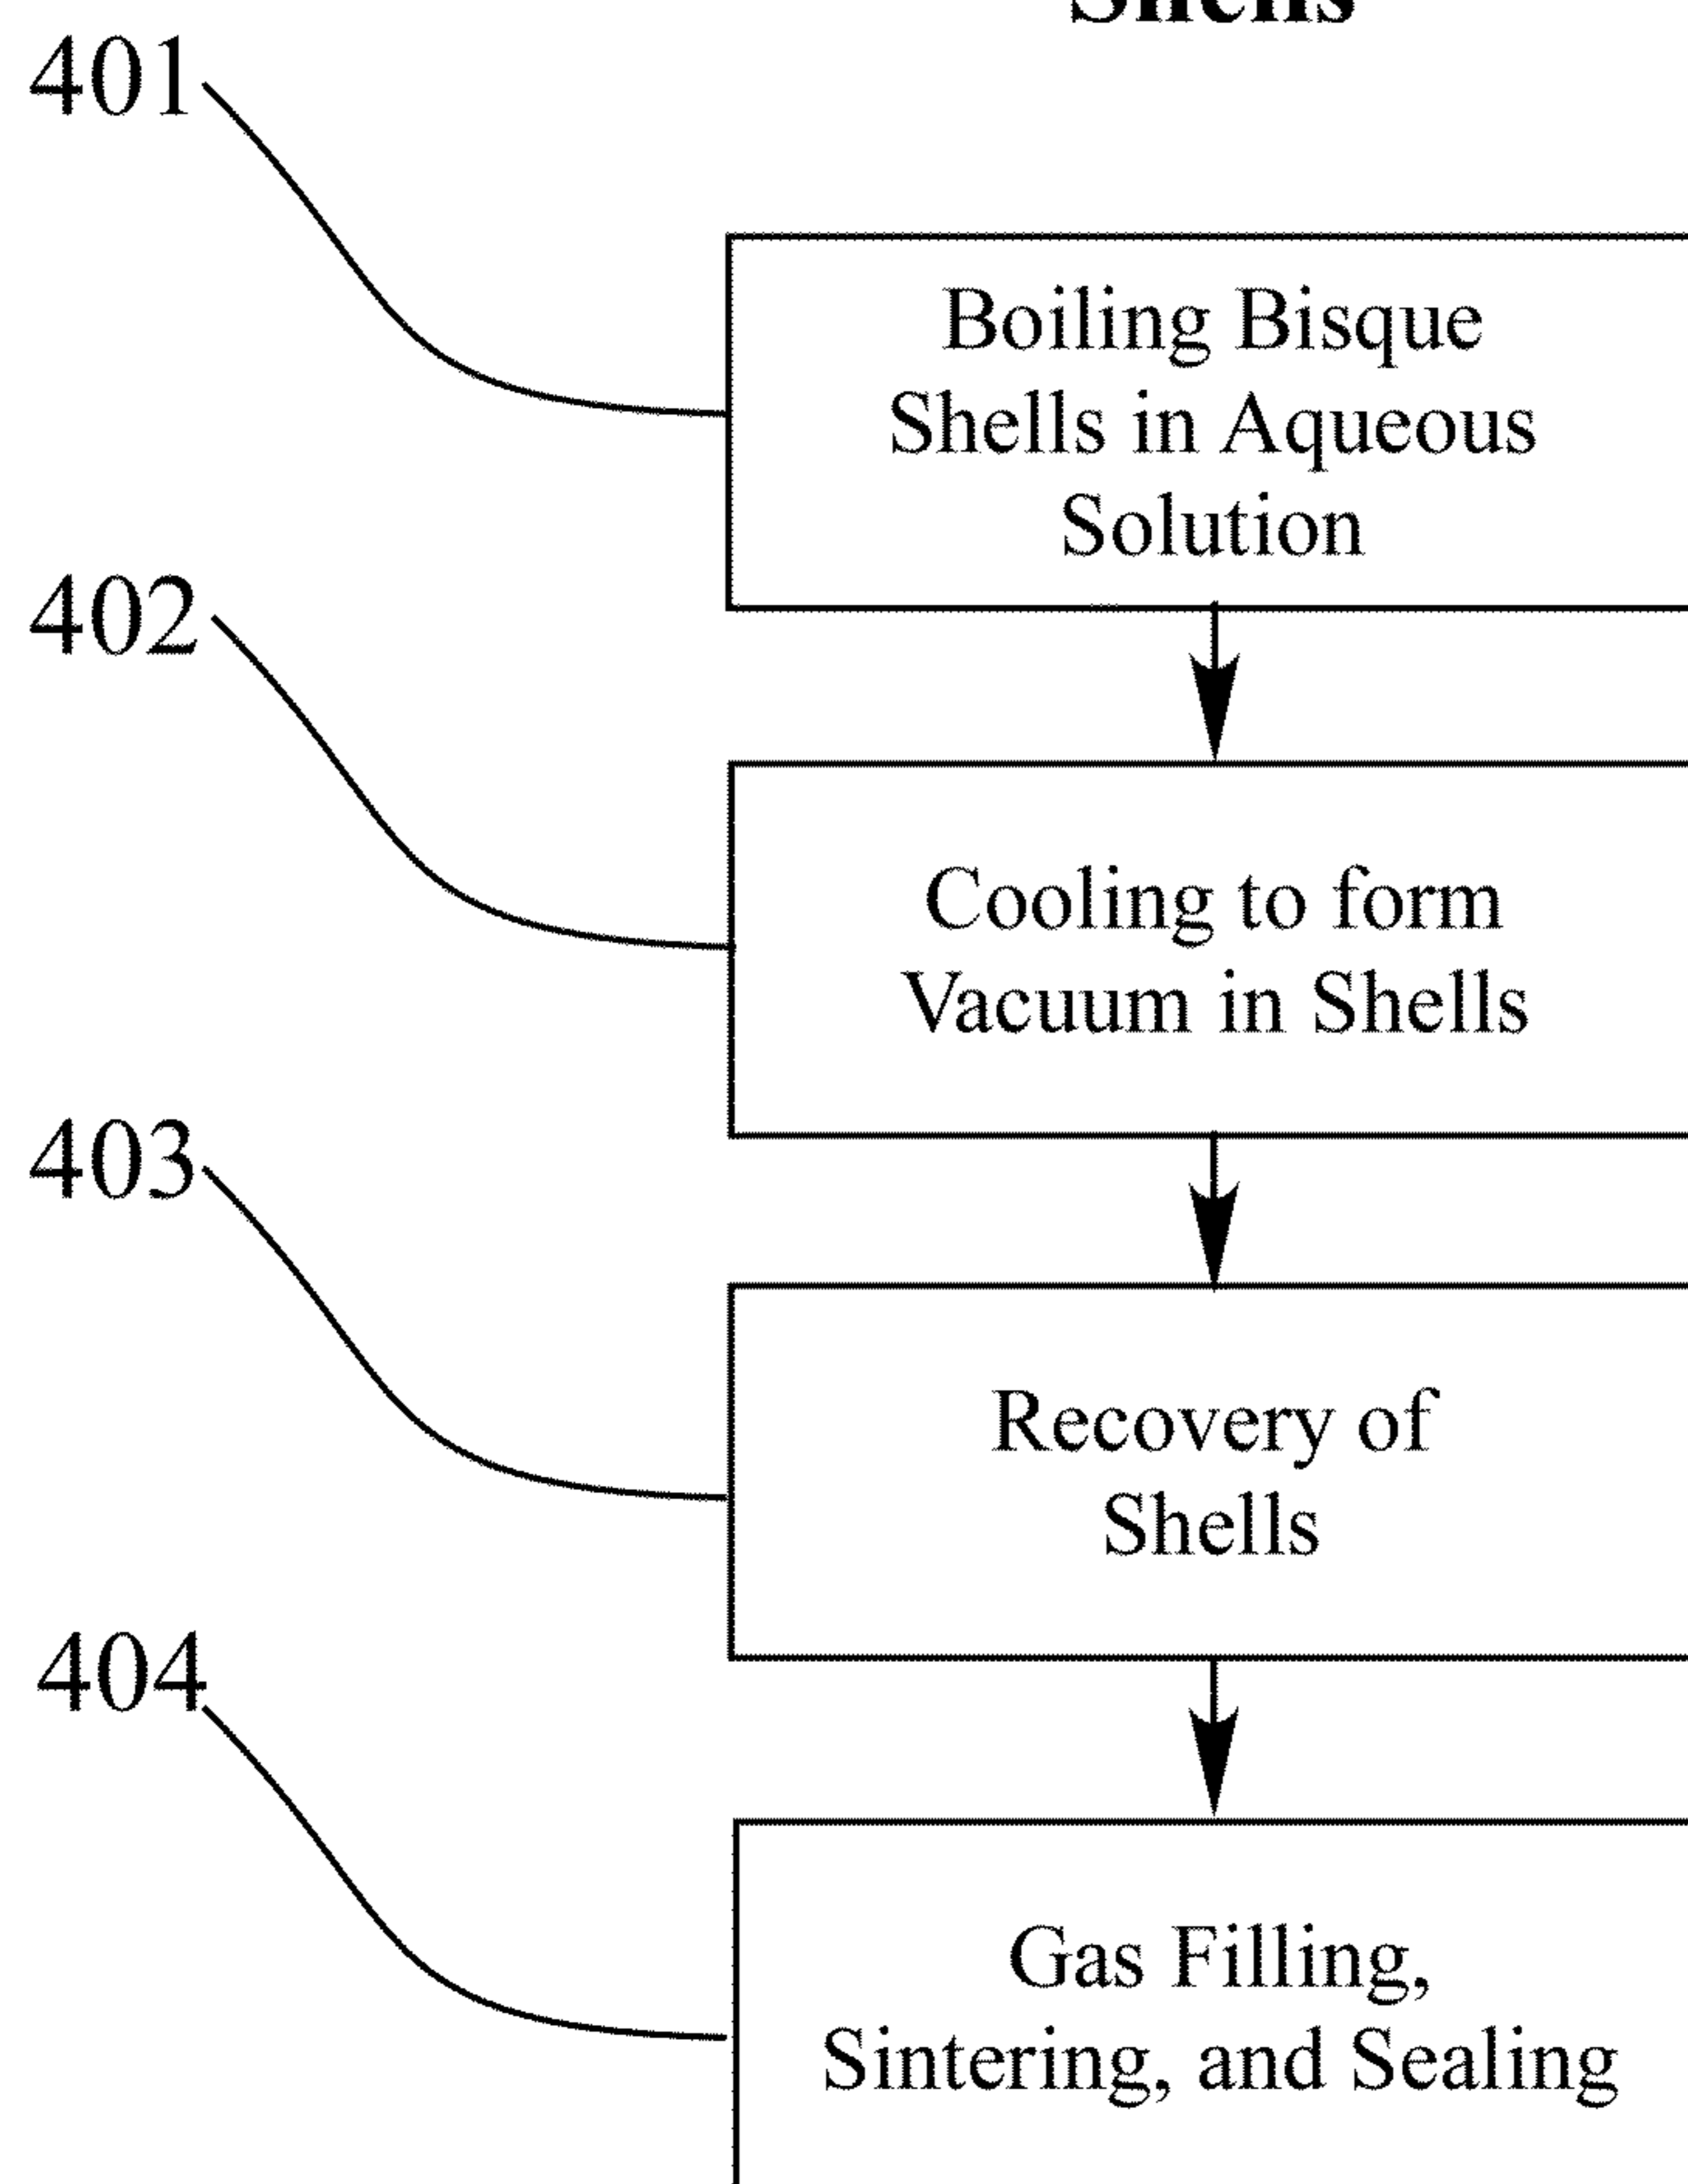 Shells
401
Boiling Bisque
Shells in Aqueous
Solution
402
Cooling to form
Vacuum in Shells
403
Recovery of
Shells
404
Gas Filling,
Sintering, and Sealing